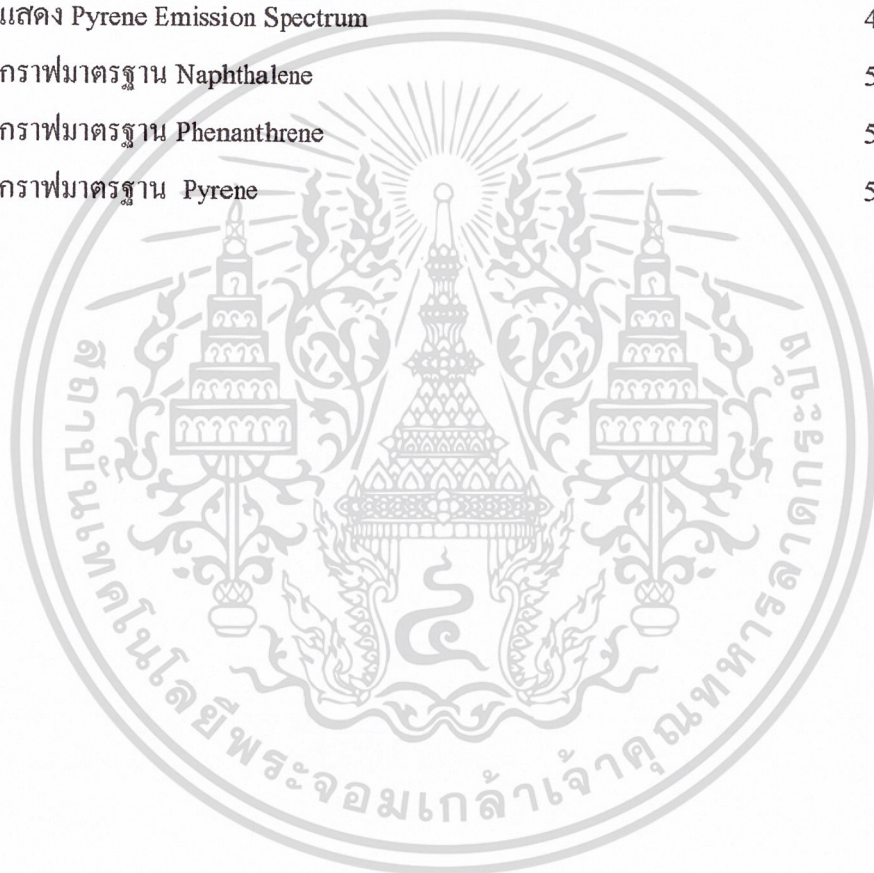 แสดง Pyrene Emission Spectrum 4
กราฟมาตรฐาน Naphthalene 5
กราฟมาตรฐาน Phenanthrene 5
กราฟมาตรฐาน Pyrene 5
สถาบันเทคโนโลยีพระจอมเกล้าเจ้าคุณทหารลาดกระบัง